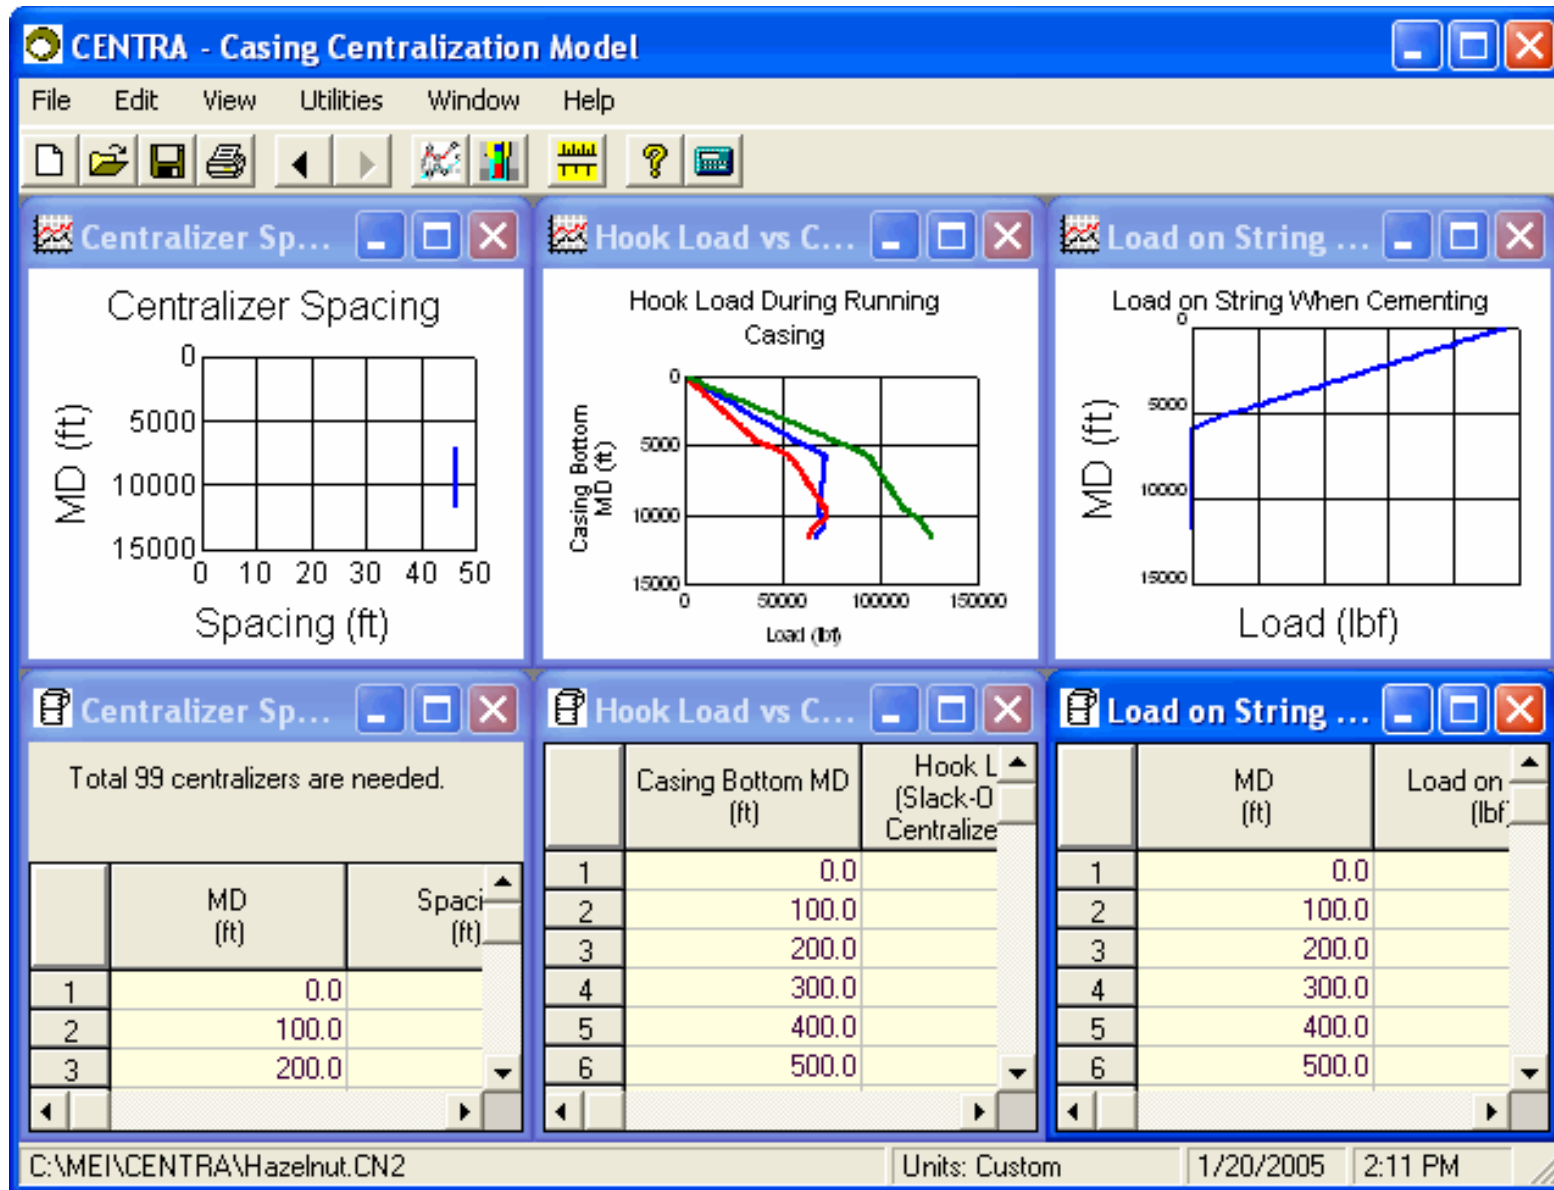 CENTRA - Casing Centralization Model
File Edit View Utilities Window Help
Centralizer Sp...
Centralizer Spacing
0
5000
10000
15000
MD (ft)
0 10 20 30 40 50
Spacing (ft)
Hook Load vs C...
Hook Load During Running
Casing
0
5000
10000
15000
Casing Bottom
MD (ft)
0 50000 100000 150000
Load (lbf)
Load on String ...
Load on String When Cementing
0
5000
10000
15000
MD (ft)
Load (lbf)
Centralizer Sp...
Total 99 centralizers are needed.
MD Spaci
(ft) (ft)
1 0.0
2 100.0
3 200.0
Hook Load vs C...
Casing Bottom MD
(ft)
Hook L
(Slack-O
Centralize
1 0.0
2 100.0
3 200.0
4 300.0
5 400.0
6 500.0
Load on String ...
MD Load on
(ft) (lbf
1 0.0
2 100.0
3 200.0
4 300.0
5 400.0
6 500.0
C:\MEI\CENTRA\Hazelnut.CN2 Units: Custom 1/20/2005 2:11 PM